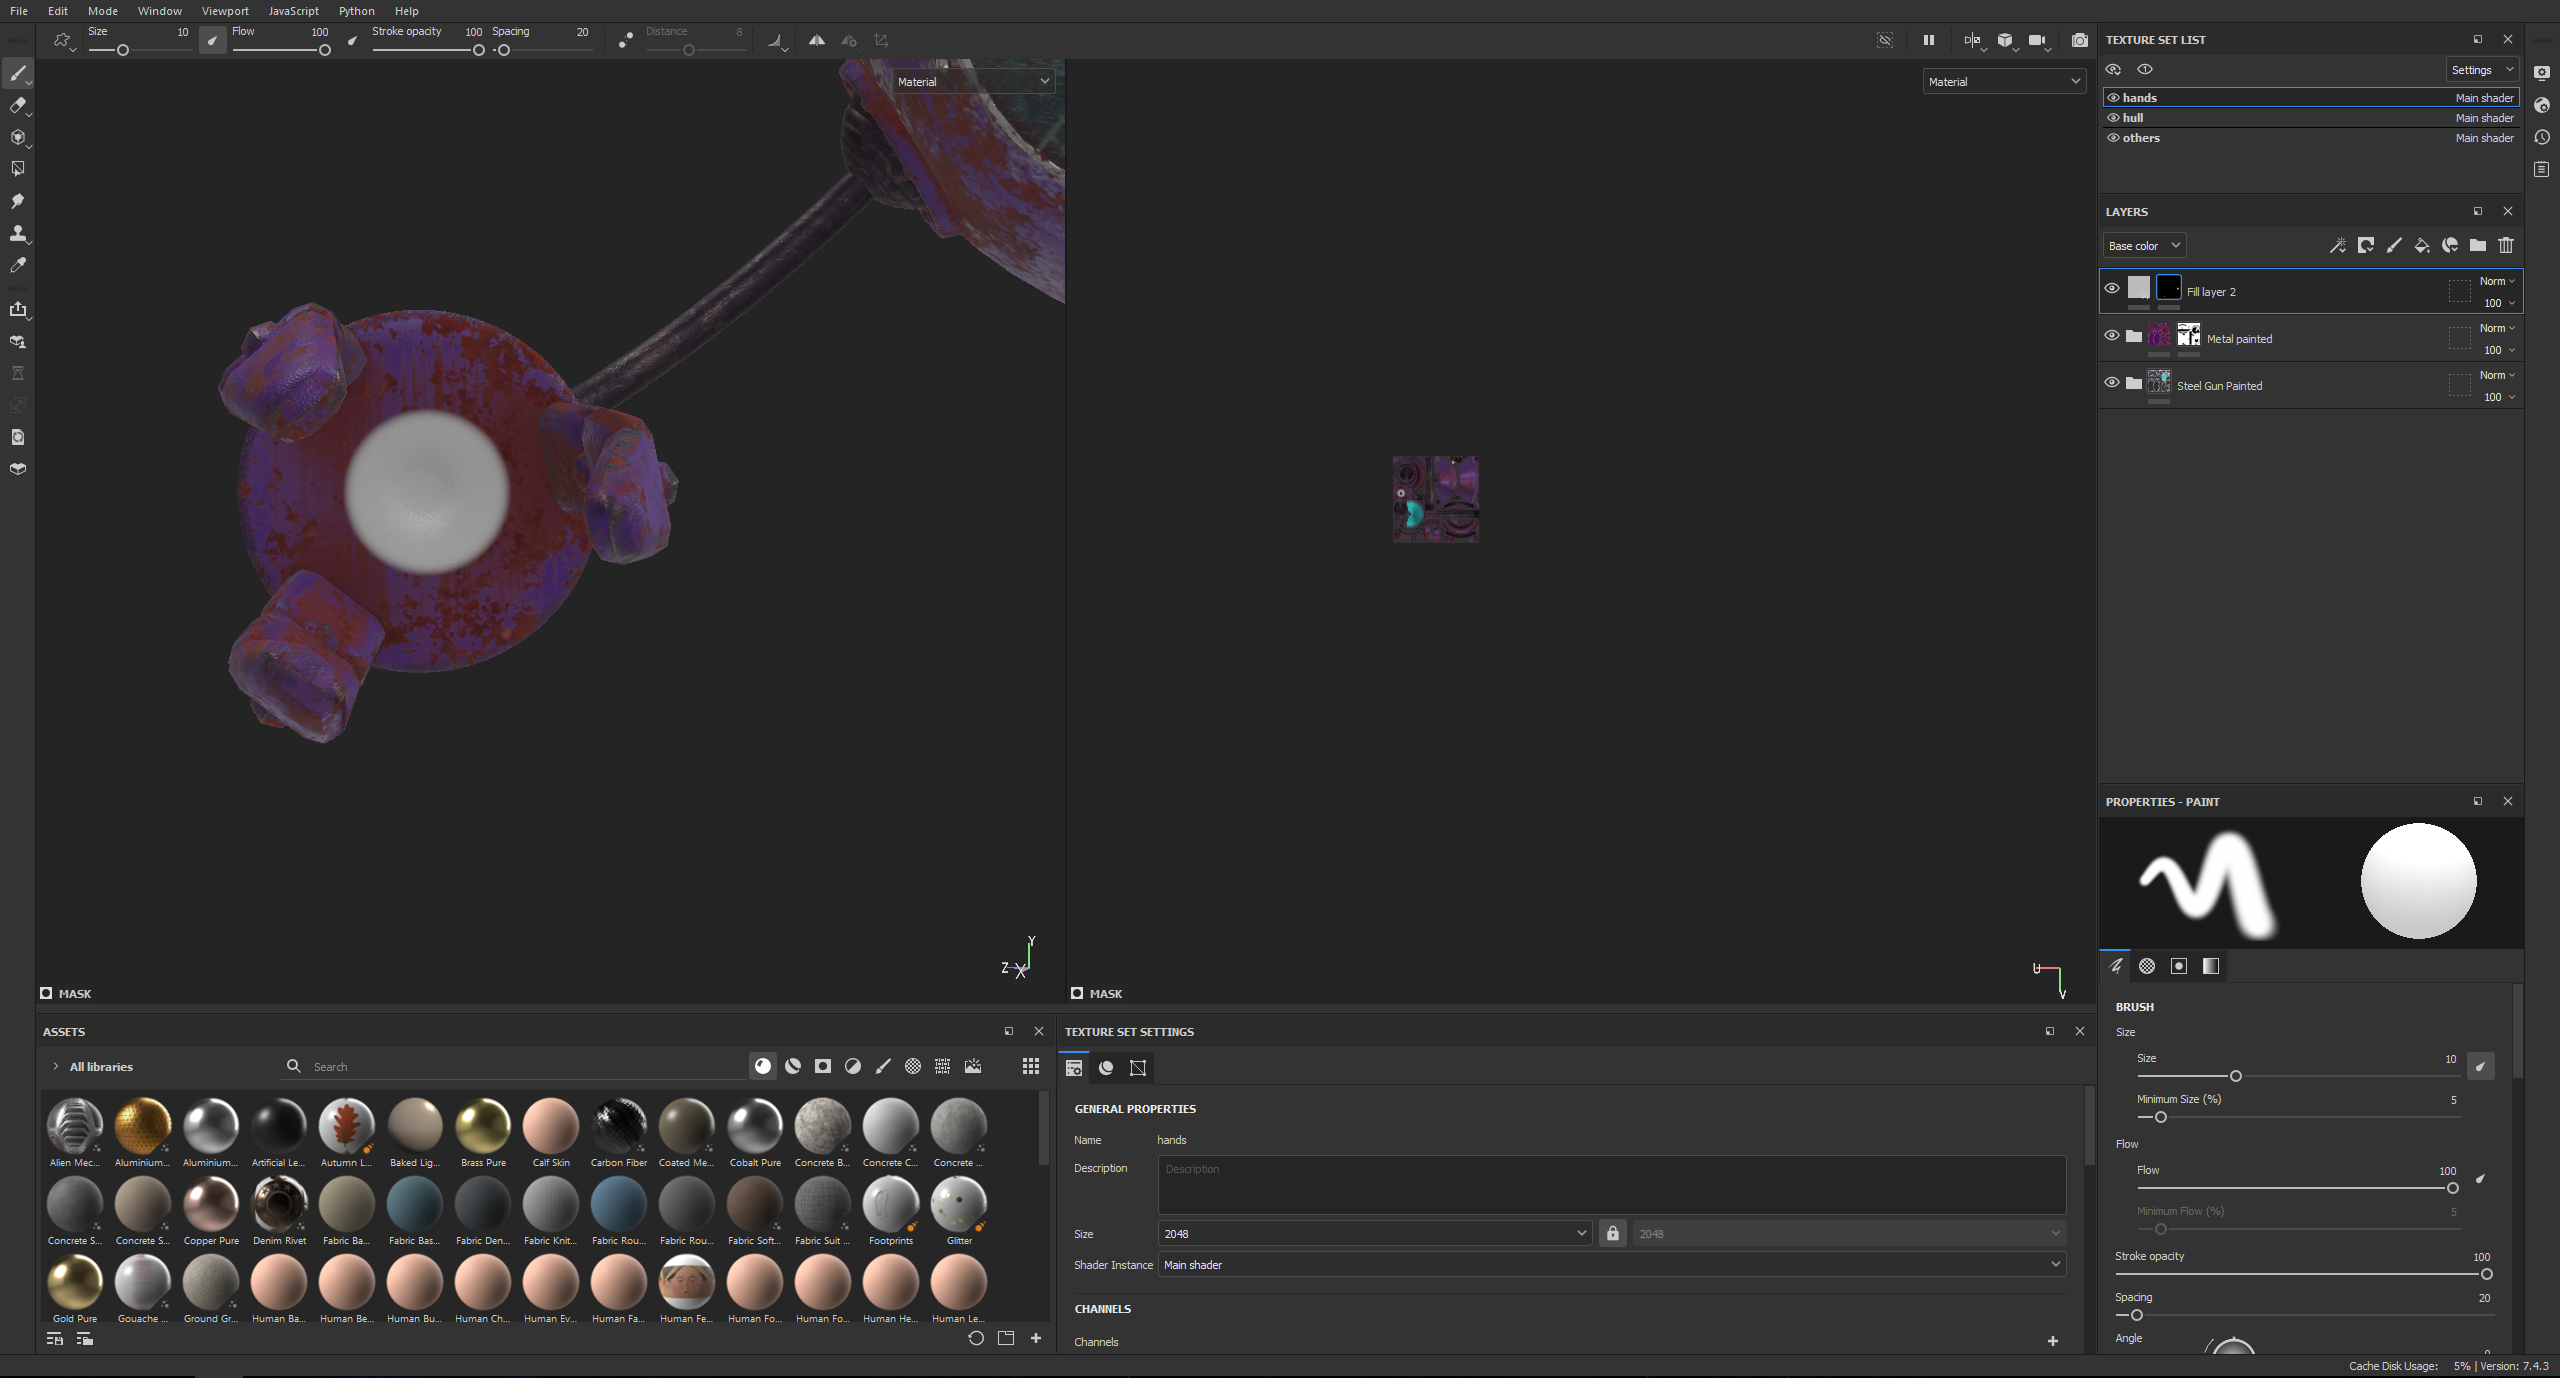 File Edit Mode Window Viewport JavaScript Python Help
Size 10 Flow 100 Stroke opacity 100 Spacing 20 Distance 8
Material
Material
MASK
Z X Y
MASK
U V
TEXTURE SET LIST
Settings
hands Main shader
hull Main shader
others Main shader
LAYERS
Base color
Fill layer 2 Norm 100
Metal painted Norm 100
Steel Gun Painted Norm 100
PROPERTIES - PAINT
BRUSH
Size
Size 10
Minimum Size (%) 5
Flow
Flow 100
Minimum Flow (%) 5
Stroke opacity 100
Spacing 20
Angle 0
ASSETS
All libraries Search
Alien Mec... Aluminium... Aluminium... Artificial Le... Autumn L... Baked Lig... Brass Pure Calf Skin Carbon Fiber Coated Me... Cobalt Pure Concrete B... Concrete C... Concrete ...
Concrete S... Concrete S... Copper Pure Denim Rivet Fabric Ba... Fabric Bas... Fabric Den... Fabric Knit... Fabric Rou... Fabric Rou... Fabric Soft... Fabric Suit ... Footprints Glitter
Gold Pure Gouache ... Ground Gr... Human Ba... Human Be... Human Bu... Human Ch... Human Ev... Human Fa... Human Fe... Human Fo... Human Fo... Human He... Human Le...
TEXTURE SET SETTINGS
GENERAL PROPERTIES
Name hands
Description Description
Size 2048 2048
Shader Instance Main shader
CHANNELS
Channels
Cache Disk Usage: 5% | Version: 7.4.3